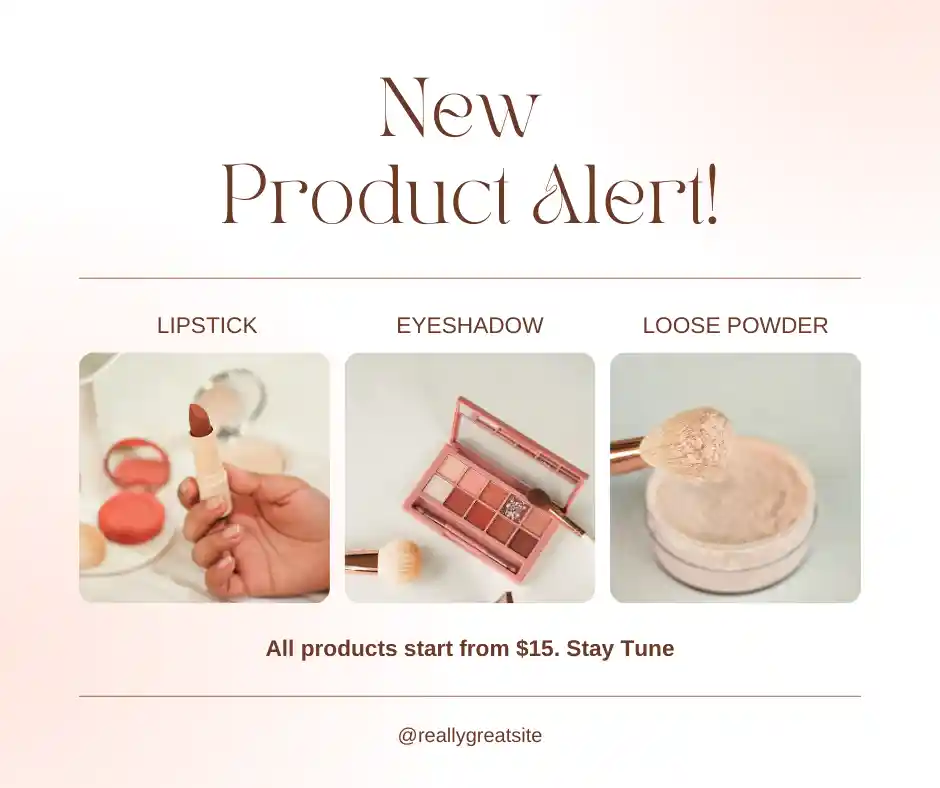 New
Product Alert!
LIPSTICK
EYESHADOW
LOOSE POWDER
All products start from $15. Stay Tune
@reallygreatsite